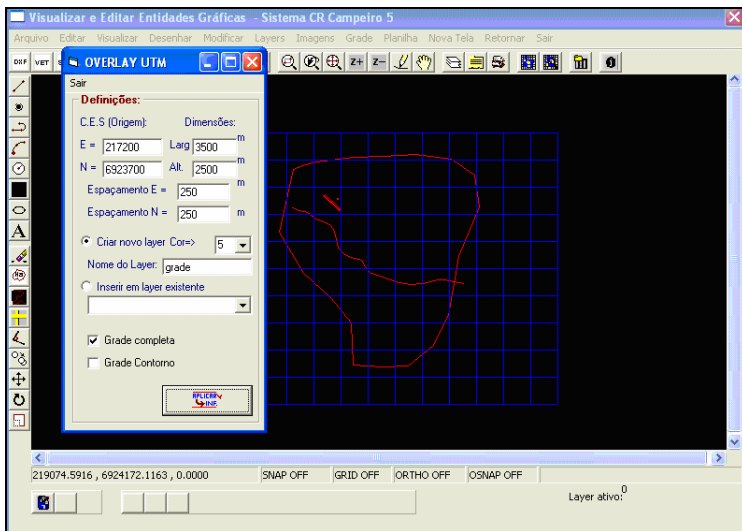 Visualizar e Editar Entidades Gráficas - Sistema CR Campeiro 5
Arquivo Editar Visualizar Desenhar Modificar Layers Imagens Grade Planilha Nova Tela Retornar Sair
DXF VET Z+ Z-
OVERLAY UTM
Sair
Definições:
C.E.S (Origem): Dimensões:
E = 217200 Larg 3500 m
N = 6923700 Alt. 2500 m
Espaçamento E = 250 m
Espaçamento N = 250 m
Criar novo layer Cor=> 5
Nome do Layer: grade
Inserir em layer existente
Grade completa
Grade Contorno
APLICAR
INF.
A
219074.5916 , 6924172.1163 , 0.0000 SNAP OFF GRID OFF ORTHO OFF OSNAP OFF
Layer ativo: 0